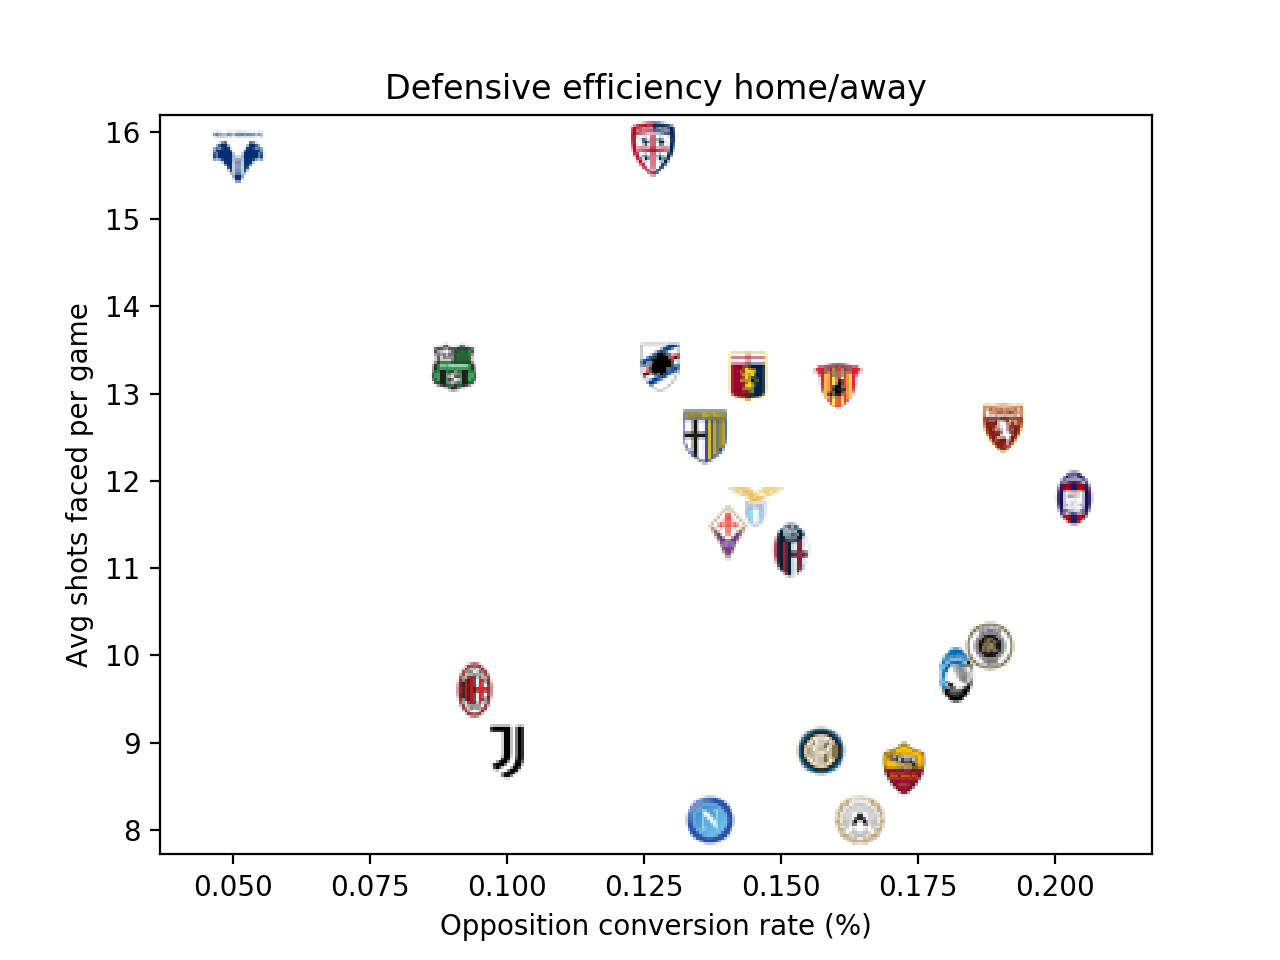 Defensive efficiency home/away
Avg shots faced per game
16
15
14
13
12
11
10
9
8
0.050 0.075 0.100 0.125 0.150 0.175 0.200
Opposition conversion rate (%)